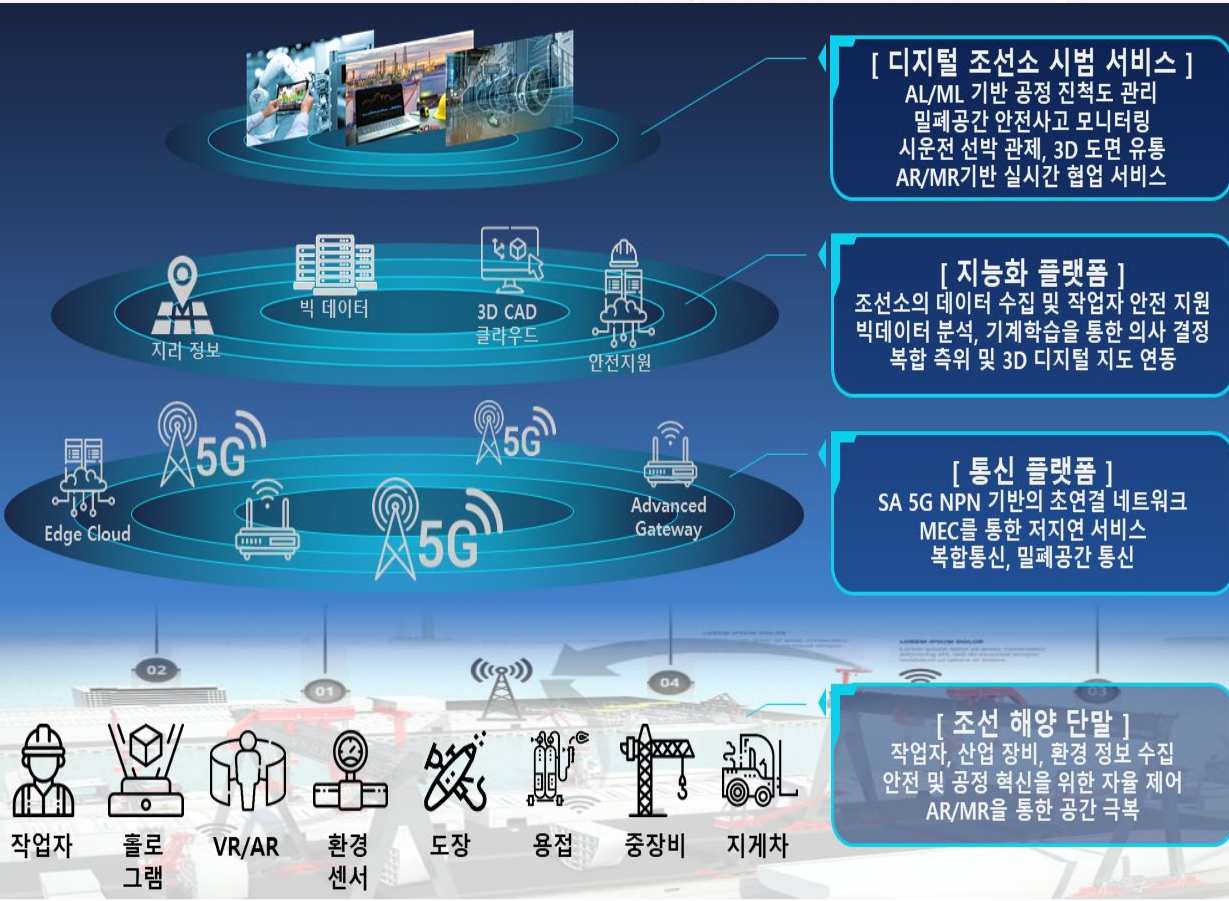 [ 디지털 조선소 시범 서비스 ]
AL/ML 기반 공정 진척도 관리
밀폐공간 안전사고 모니터링
시운전 선박 관제, 3D 도면 유통
AR/MR기반 실시간 협업 서비스
빅 데이터
3D CAD
클라우드
지리 정보
안전지원
[ 지능화 플랫폼 ]
조선소의 데이터 수집 및 작업자 안전 지원
빅데이터 분석, 기계학습을 통한 의사 결정
복합 측위 및 3D 디지털 지도 연동
5G
5G
5G
Edge Cloud
Advanced
Gateway
[ 통신 플랫폼 ]
SA 5G NPN 기반의 초연결 네트워크
MEC를 통한 저지연 서비스
복합통신, 밀폐공간 통신
02
01
04
03
LOREM IPSUM DOLOR
LOREM IPSUM DOLOR
[ 조선 해양 단말 ]
작업자, 산업 장비, 환경 정보 수집
안전 및 공정 혁신을 위한 자율 제어
AR/MR을 통한 공간 극복
작업자
홀로
그램
VR/AR
환경
센서
도장
용접
중장비
지게차